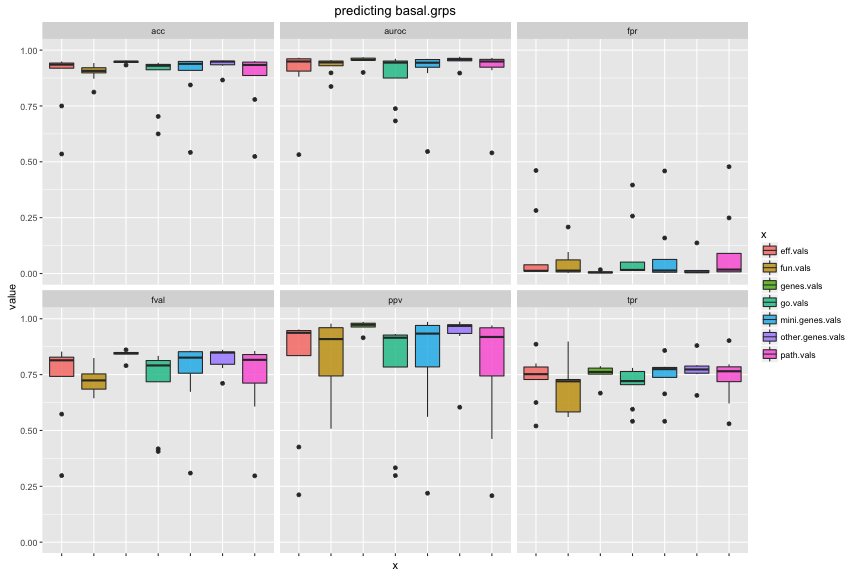 predicting basal.grps
acc auroc fpr
1.00
0.75
0.50
0.25
0.00
fval ppv tpr
1.00
0.75
0.50
0.25
0.00
value
x
x
eff.vals
fun.vals
genes.vals
go.vals
mini.genes.vals
other.genes.vals
path.vals